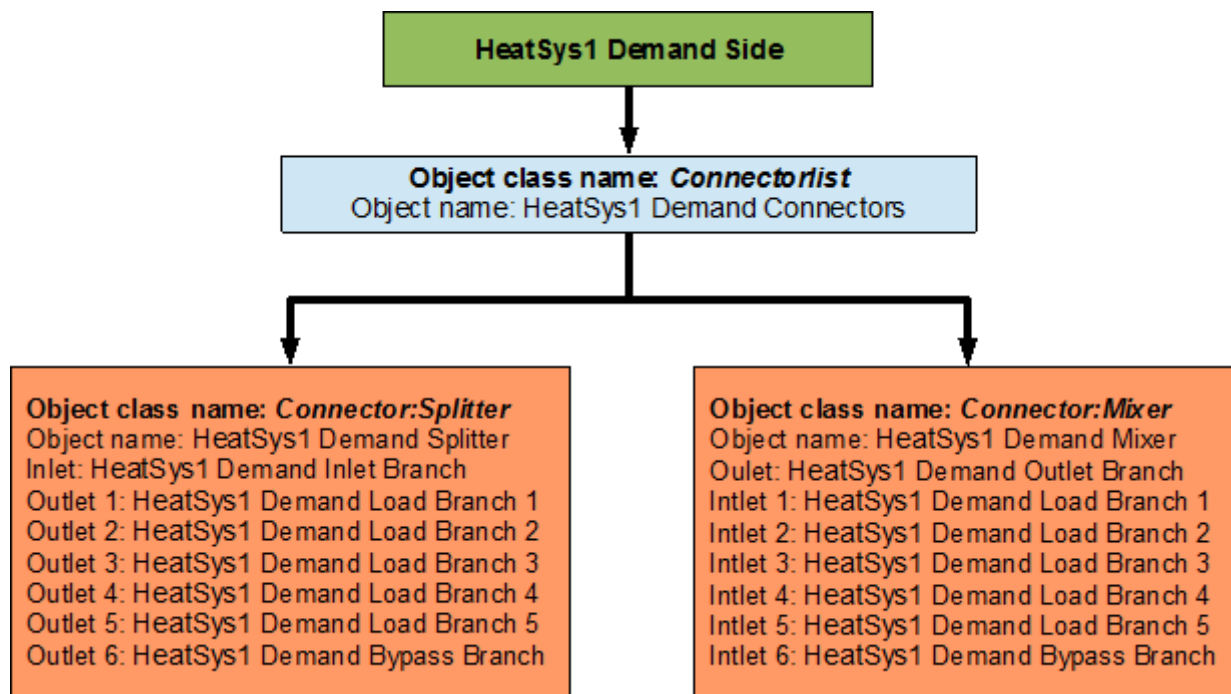 HeatSys1 Demand Side
Object class name: Connectorlist
Object name: HeatSys1 Demand Connectors
Object class name: Connector:Splitter
Object name: HeatSys1 Demand Splitter
Inlet: HeatSys1 Demand Inlet Branch
Outlet 1: HeatSys1 Demand Load Branch 1
Outlet 2: HeatSys1 Demand Load Branch 2
Outlet 3: HeatSys1 Demand Load Branch 3
Outlet 4: HeatSys1 Demand Load Branch 4
Outlet 5: HeatSys1 Demand Load Branch 5
Outlet 6: HeatSys1 Demand Bypass Branch
Object class name: Connector:Mixer
Object name: HeatSys1 Demand Mixer
Oulet: HeatSys1 Demand Outlet Branch
Intlet 1: HeatSys1 Demand Load Branch 1
Intlet 2: HeatSys1 Demand Load Branch 2
Intlet 3: HeatSys1 Demand Load Branch 3
Intlet 4: HeatSys1 Demand Load Branch 4
Intlet 5: HeatSys1 Demand Load Branch 5
Intlet 6: HeatSys1 Demand Bypass Branch